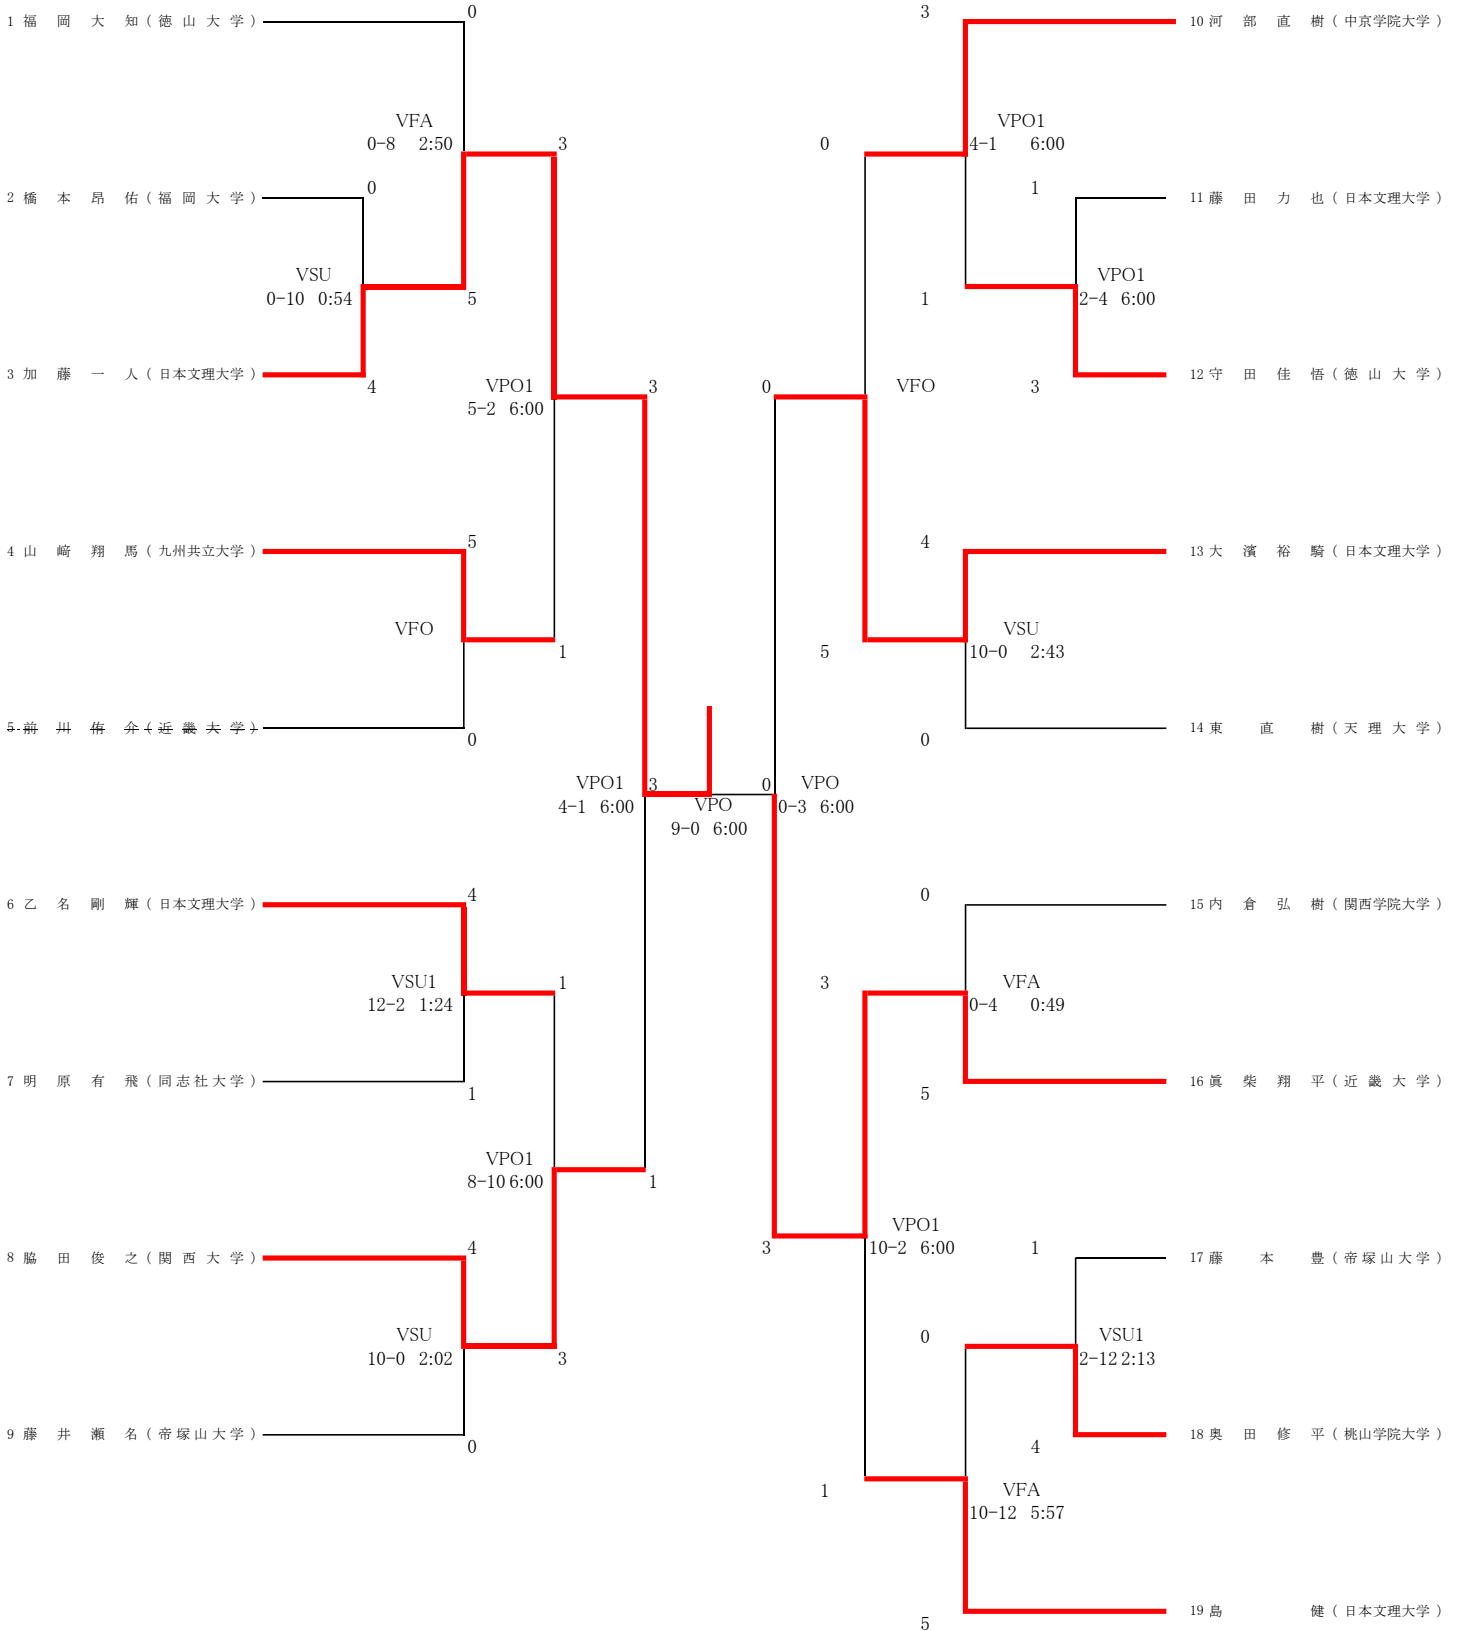 1 福岡大知(徳山大学)
0
VFA
0-8 2:50
3
2 橋本昂佑(福岡大学)
0
VSU
0-10 0:54
5
3 加藤一人(日本文理大学)
4
VPO1
5-2 6:00
3
4 山﨑翔馬(九州共立大学)
5
VFO
1
5 前川侑介(近畿大学)
0
VPO1
4-1 6:00
3
VPO
9-0 6:00
6 乙名剛輝(日本文理大学)
4
VSU1
12-2 1:24
1
7 明原有飛(同志社大学)
1
VPO1
8-10 6:00
1
8 脇田俊之(関西大学)
4
VSU
10-0 2:02
3
9 藤井瀬名(帝塚山大学)
0
3
10 河部直樹(中京学院大学)
0
VPO1
4-1 6:00
1
11 藤田力也(日本文理大学)
VPO1
2-4 6:00
1
3
12 守田佳悟(徳山大学)
0
VFO
4
13 大濱裕騎(日本文理大学)
VSU
10-0 2:43
5
0
14 東直樹(天理大学)
0
VPO
0-3 6:00
0
15 内倉弘樹(関西学院大学)
3
VFA
0-4 0:49
5
16 眞柴翔平(近畿大学)
3
VPO1
10-2 6:00
1
17 藤本豊(帝塚山大学)
0
VSU1
2-12 2:13
4
18 奥田修平(桃山学院大学)
1
VFA
10-12 5:57
5
19 島健(日本文理大学)